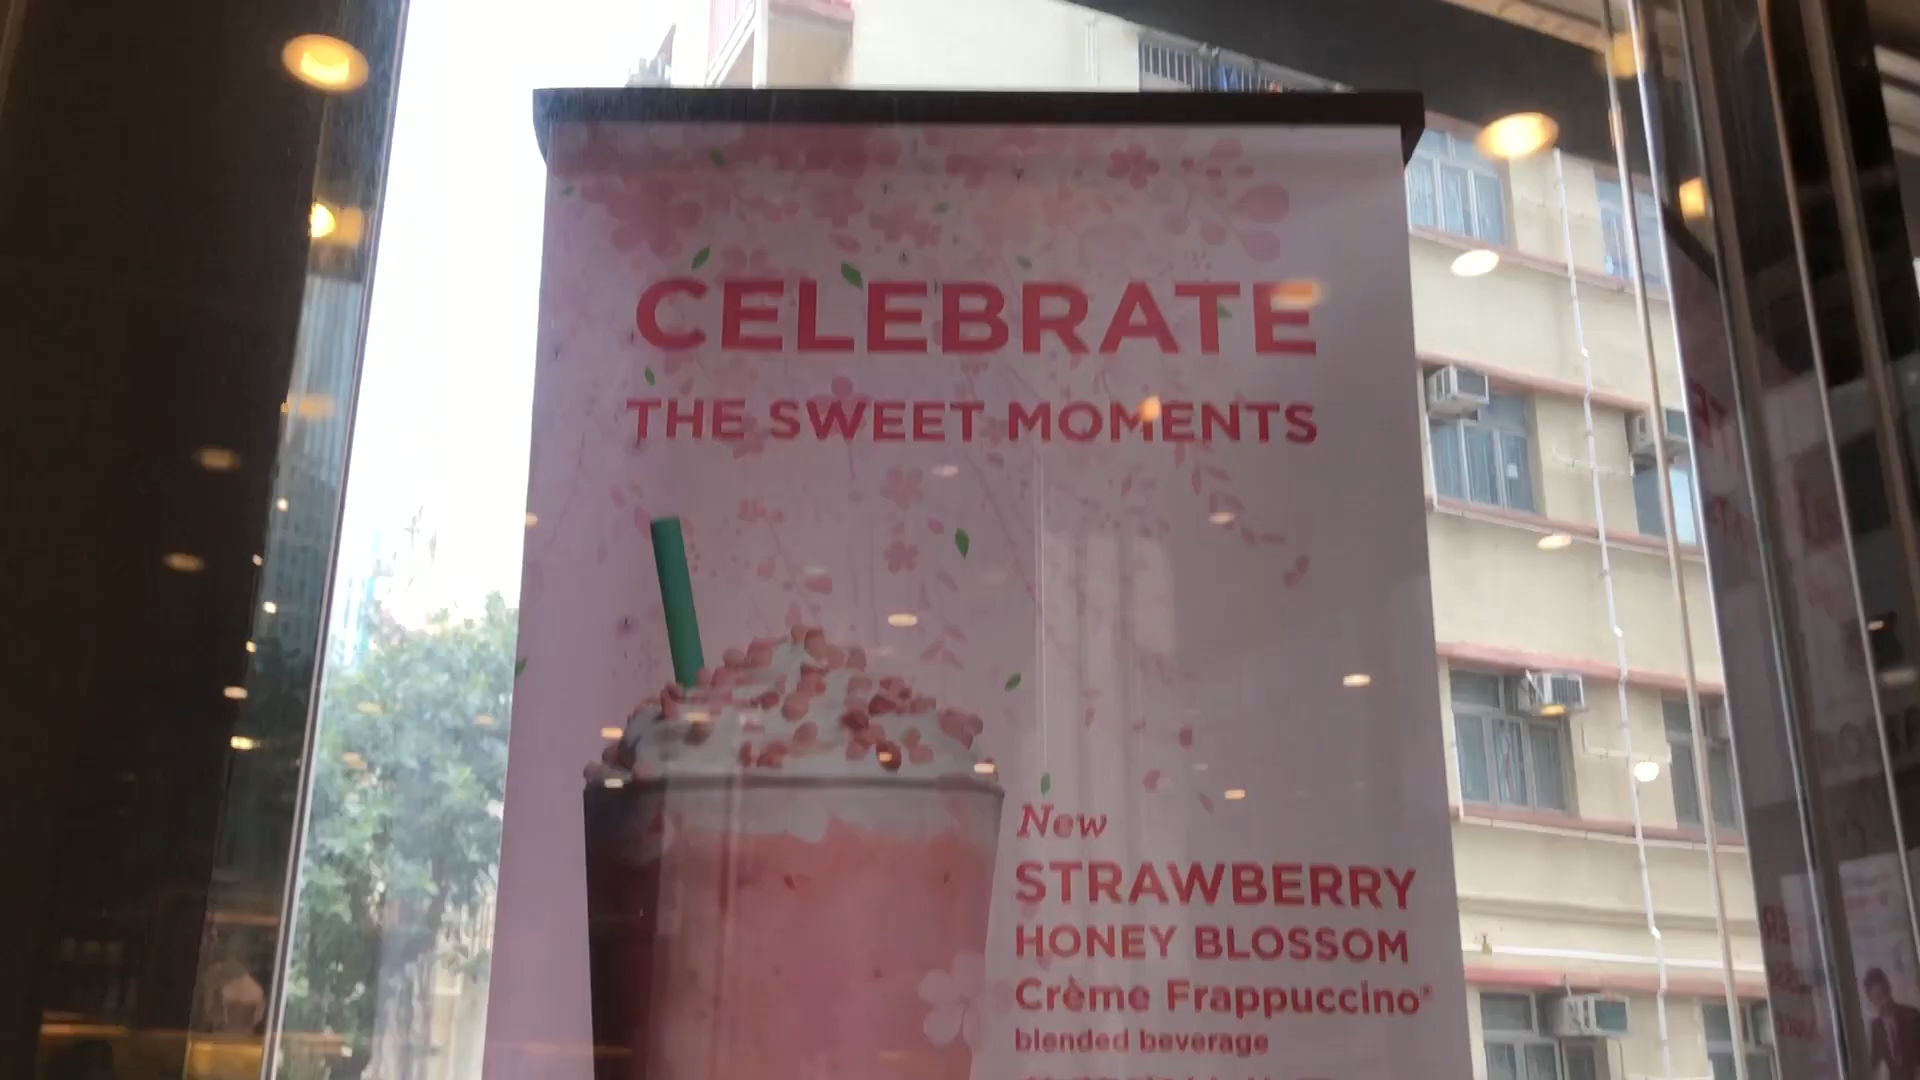 CELEBRATE
THE SWEET MOMENTS
New
STRAWBERRY
HONEY BLOSSOM
Crème Frappuccino®
blended beverage